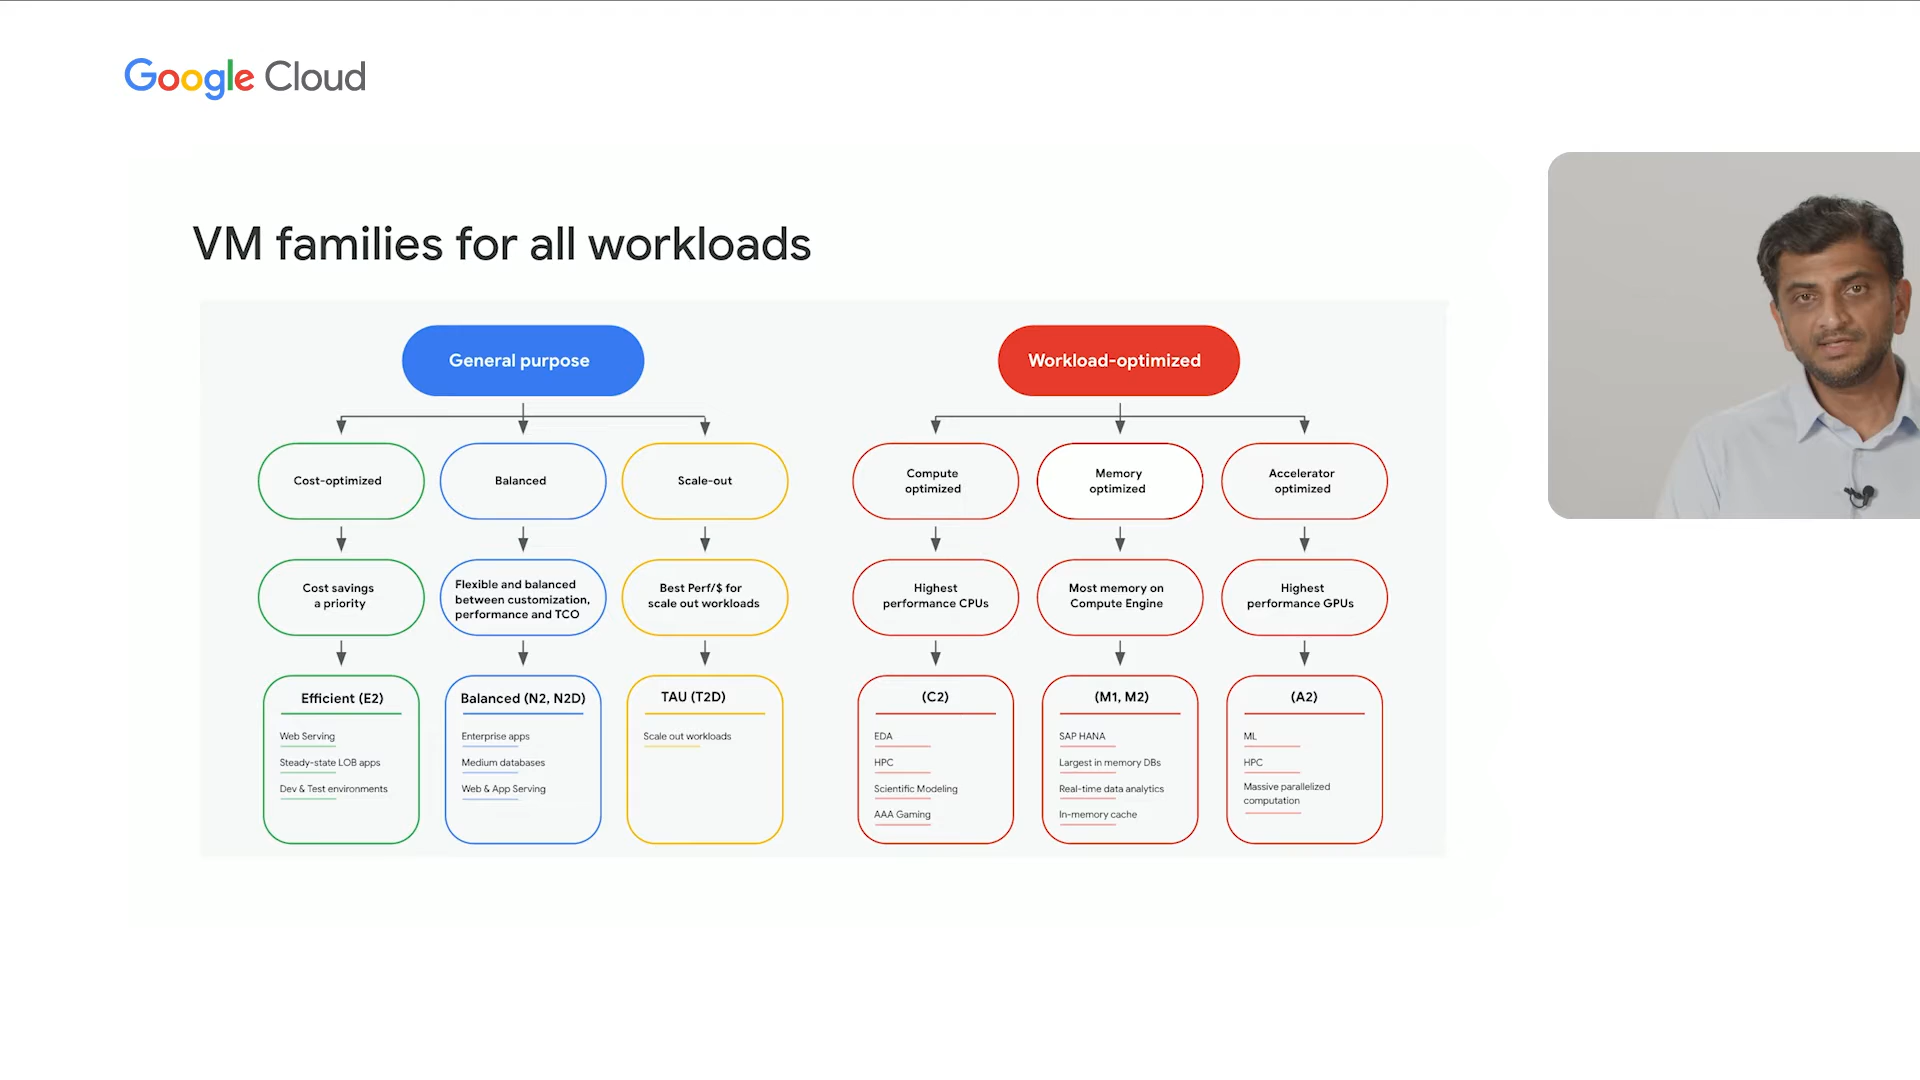 Google Cloud
VM families for all workloads
General purpose
Workload-optimized
Cost-optimized
Balanced
Scale-out
Compute
optimized
Memory
optimized
Accelerator
optimized
Cost savings
a priority
Flexible and balanced
between customization,
performance and TCO
Best Perf/$ for
scale out workloads
Highest
performance CPUs
Most memory on
Compute Engine
Highest
performance GPUs
Efficient (E2)
Web Serving
Steady-state LOB apps
Dev & Test environments
Balanced (N2, N2D)
Enterprise apps
Medium databases
Web & App Serving
TAU (T2D)
Scale out workloads
(C2)
EDA
HPC
Scientific Modeling
AAA Gaming
(M1, M2)
SAP HANA
Largest in memory DBs
Real-time data analytics
In-memory cache
(A2)
ML
HPC
Massive parallelized
computation